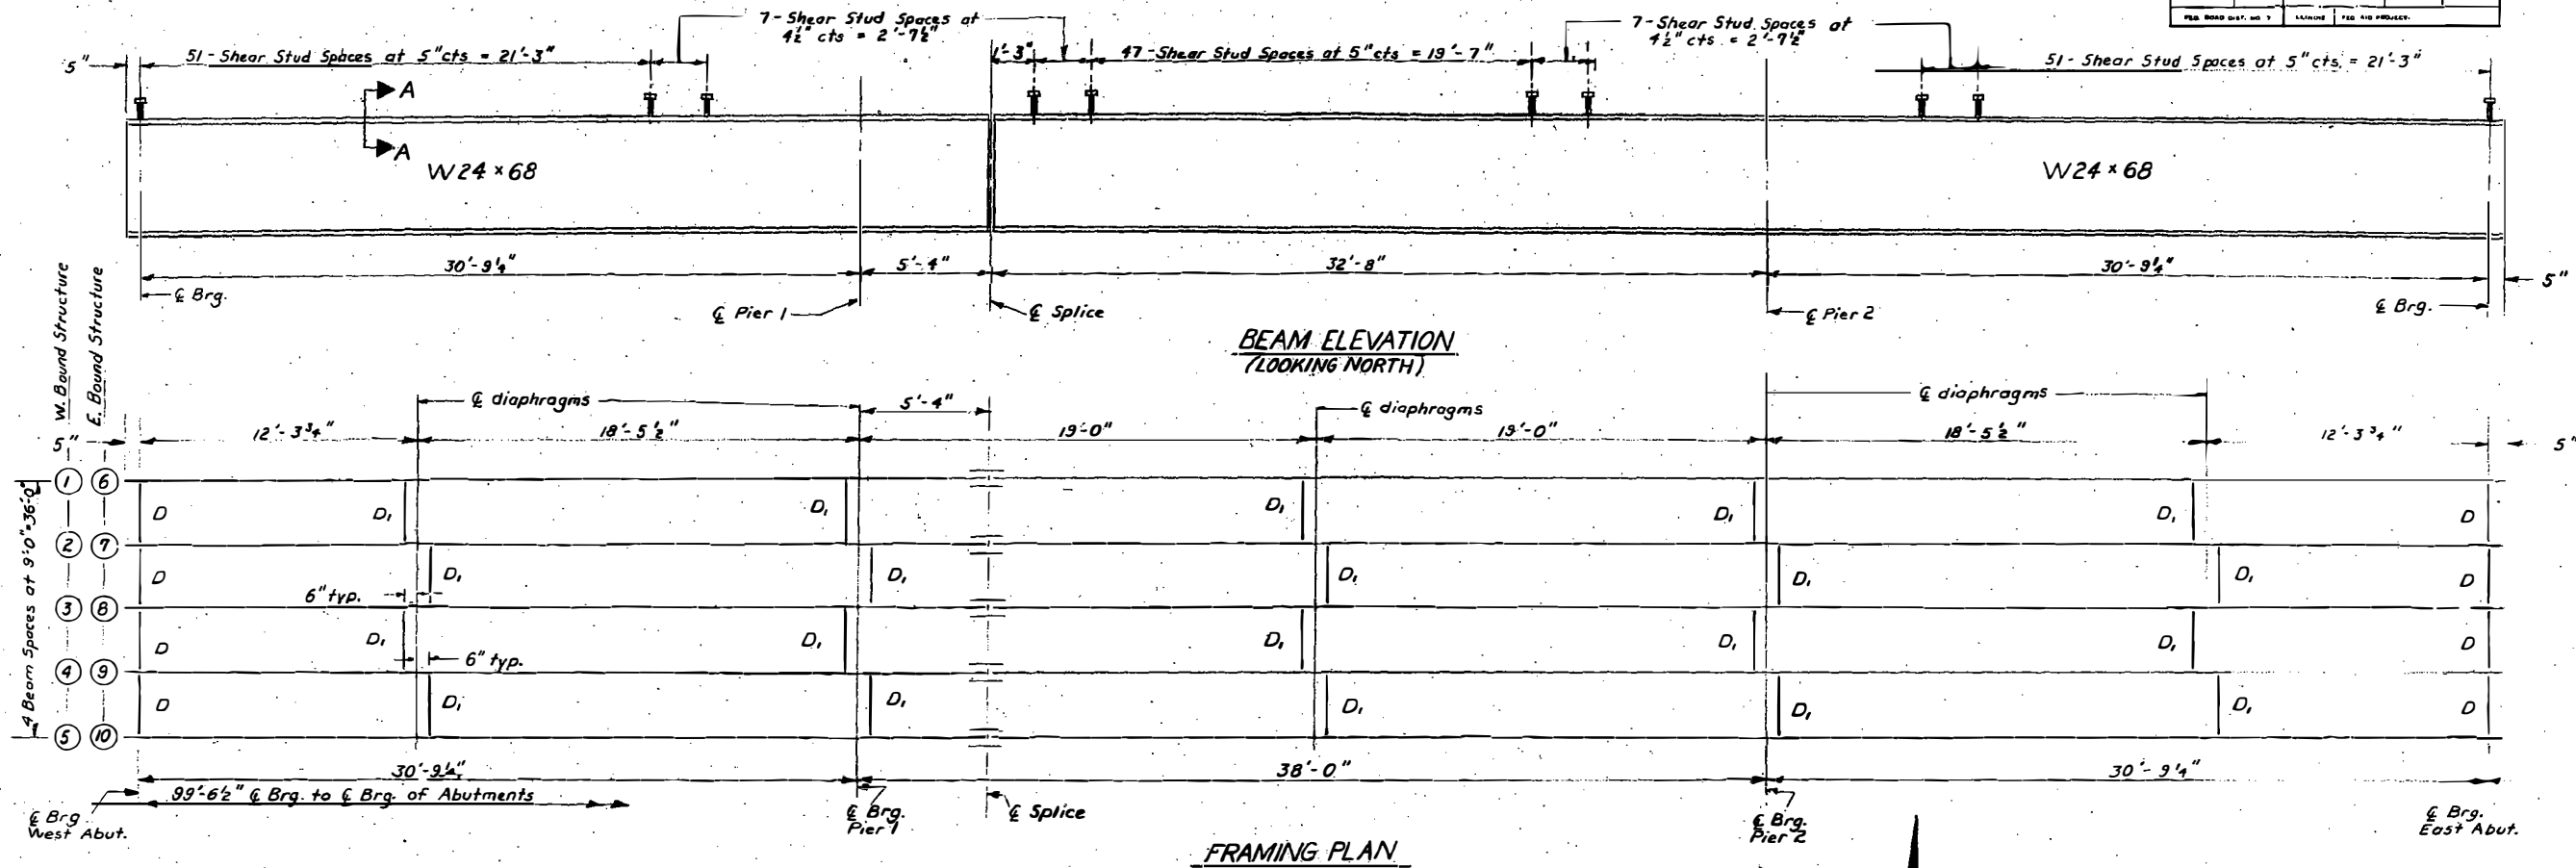 FED. ROAD DIST. NO. 7 ILLINOIS FED. AID PROJECT-
7-Shear Stud Spaces at
4½" cts = 2'-7½"
7-Shear Stud Spaces at
4½" cts = 2'-7½"
5"
51-Shear Stud Spaces at 5"cts = 21'-3"
1'-3"
47-Shear Stud Spaces at 5"cts = 19'-7"
51-Shear Stud Spaces at 5"cts. = 21'-3"
A
A
W24×68
W24×68
30'-9¼"
5'-4"
32'-8"
30'-9¼"
5"
℄ Brg.
℄ Pier 1
℄ Splice
℄ Pier 2
℄ Brg.
BEAM ELEVATION
(LOOKING NORTH)
W. Bound Structure
E. Bound Structure
℄ diaphragms
5'-4"
℄ diaphragms
℄ diaphragms
5"
12'-3¾"
18'-5½"
19'-0"
19'-0"
18'-5½"
12'-3¾"
5"
4 Beam Spaces at 9'-0"=36'-0"
1 6
D D₁ D₁ D₁ D₁ D₁ D
2 7
D D₁ D₁ D₁ D₁ D₁ D
6" typ.
3 8
D D₁ D₁ D₁ D₁ D₁ D
6" typ.
4 9
D D₁ D₁ D₁ D₁ D₁ D
5 10
30'-9¼"
38'-0"
30'-9¼"
99'-6½" ℄ Brg. to ℄ Brg. of Abutments
℄ Brg.
West Abut.
℄ Brg.
Pier 1
℄ Splice
℄ Brg.
Pier 2
℄ Brg.
East Abut.
FRAMING PLAN